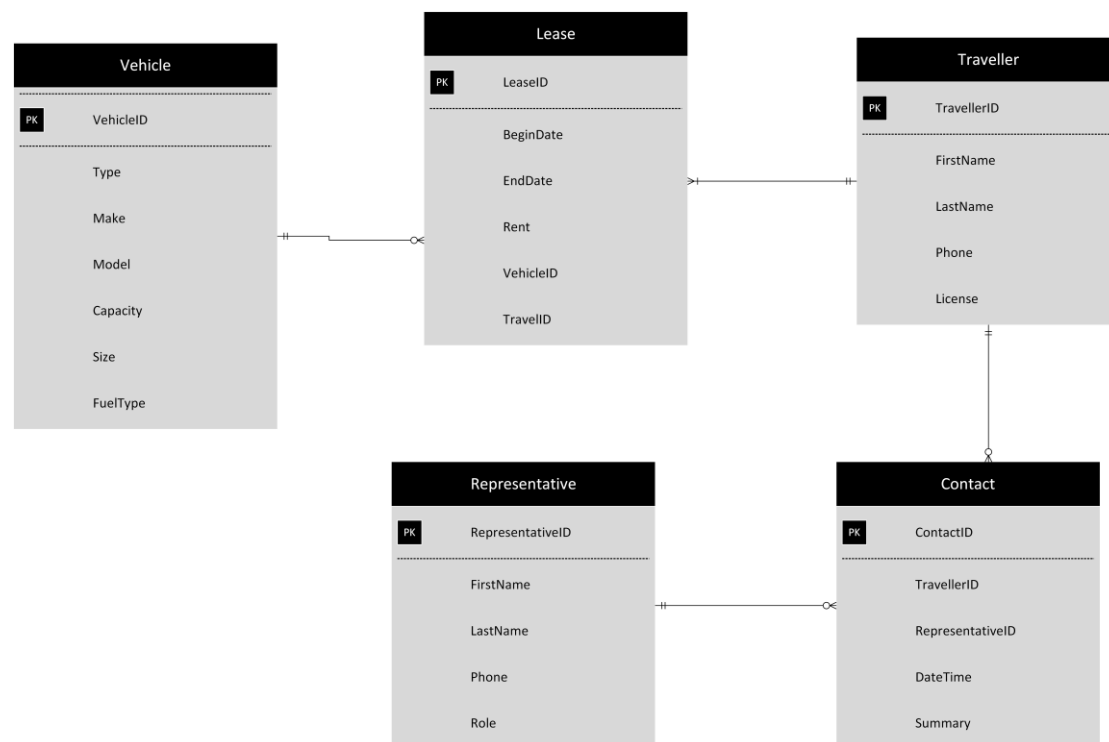 Vehicle
PK VehicleID
Type
Make
Model
Capacity
Size
FuelType
Lease
PK LeaseID
BeginDate
EndDate
Rent
VehicleID
TravelID
Traveller
PK TravellerID
FirstName
LastName
Phone
License
Representative
PK RepresentativeID
FirstName
LastName
Phone
Role
Contact
PK ContactID
TravellerID
RepresentativeID
DateTime
Summary